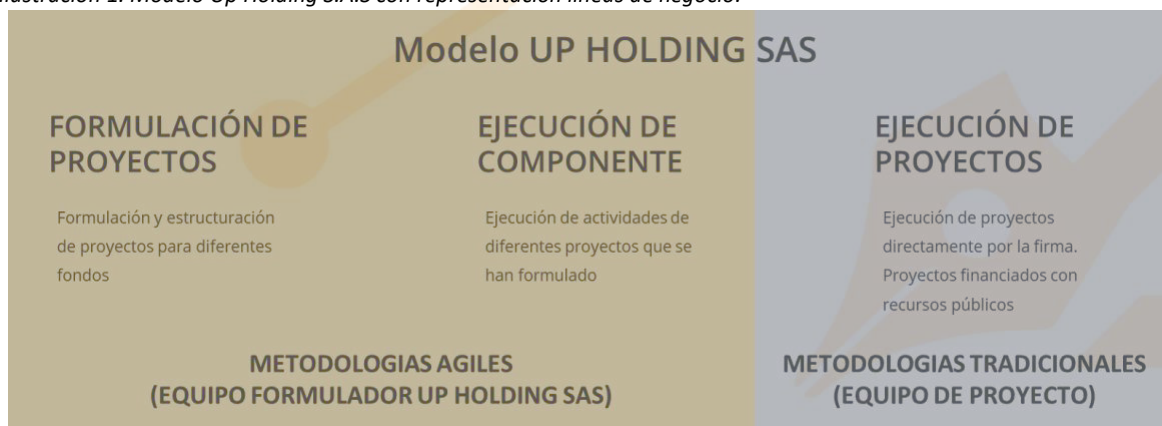 Modelo UP HOLDING SAS
FORMULACIÓN DE
PROYECTOS
Formulación y estructuración
de proyectos para diferentes
fondos
EJECUCIÓN DE
COMPONENTE
Ejecución de actividades de
diferentes proyectos que se
han formulado
EJECUCIÓN DE
PROYECTOS
Ejecución de proyectos
directamente por la firma.
Proyectos financiados con
recursos públicos
METODOLOGIAS AGILES
(EQUIPO FORMULADOR UP HOLDING SAS)
METODOLOGIAS TRADICIONALES
(EQUIPO DE PROYECTO)